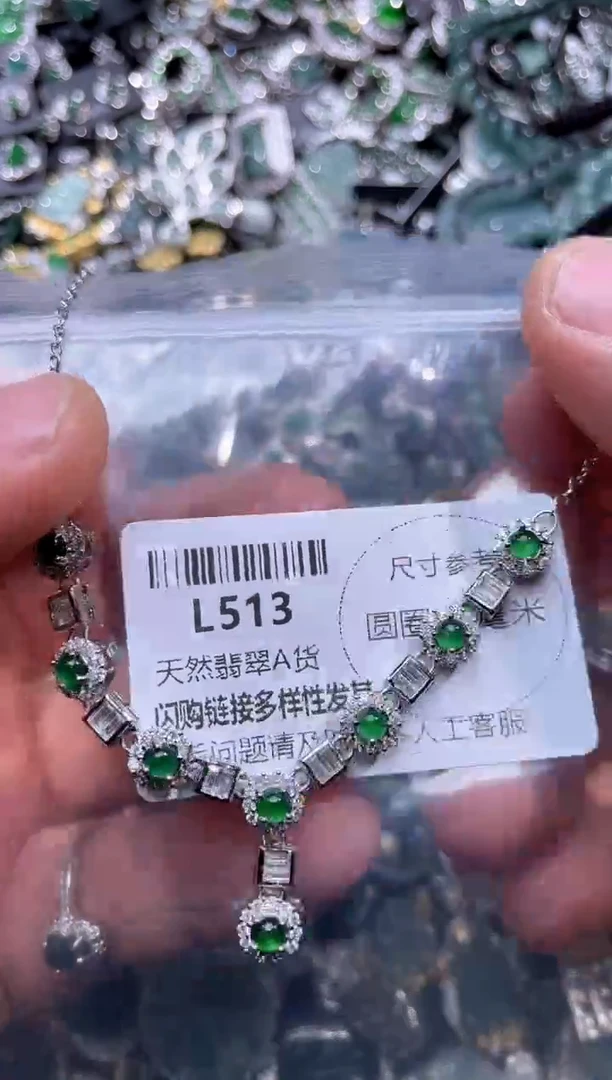 L513
天然翡翠A货
闪购链接多样性发
问题请及
人工客服
尺寸参考
圆圈
米